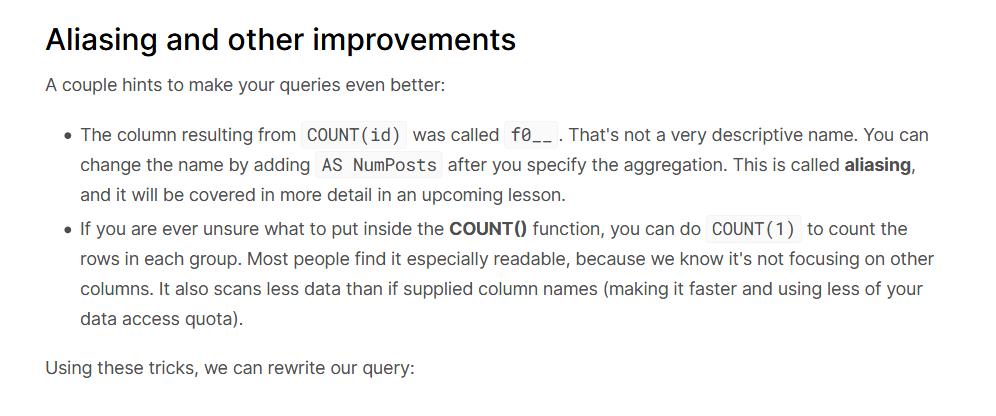 Aliasing and other improvements
A couple hints to make your queries even better:
• The column resulting from COUNT(id) was called f0__. That's not a very descriptive name. You can
change the name by adding AS NumPosts after you specify the aggregation. This is called aliasing,
and it will be covered in more detail in an upcoming lesson.
• If you are ever unsure what to put inside the COUNT() function, you can do COUNT(1) to count the
rows in each group. Most people find it especially readable, because we know it's not focusing on other
columns. It also scans less data than if supplied column names (making it faster and using less of your
data access quota).
Using these tricks, we can rewrite our query: